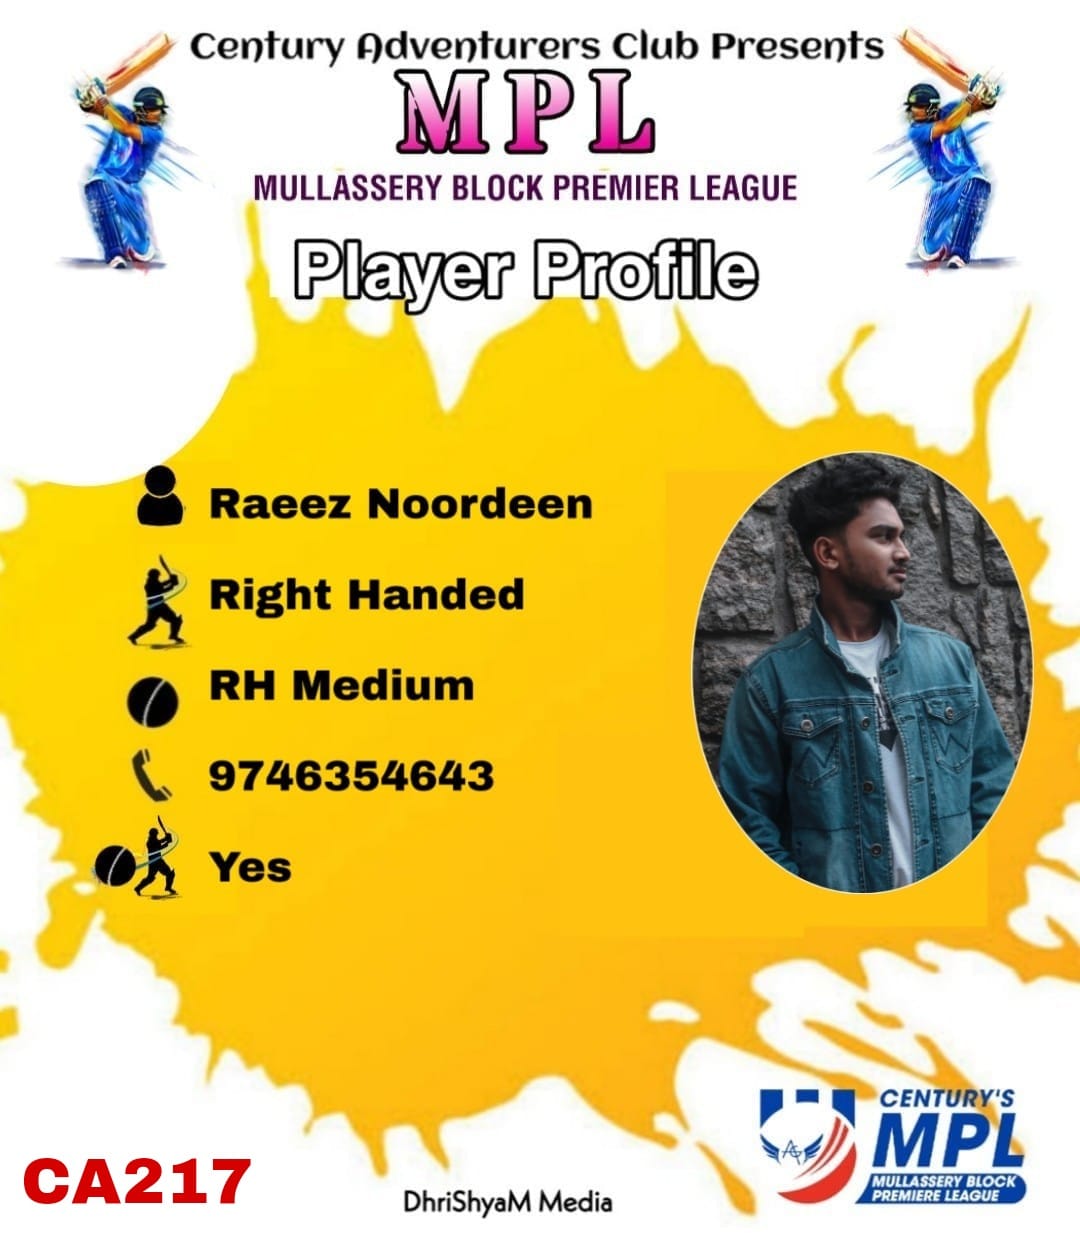 Century Adventurers Club Presents
MPL
MULLASSERY BLOCK PREMIER LEAGUE
Player Profile
Raeez Noordeen
Right Handed
RH Medium
9746354643
Yes
CA217
DhriShyaM Media
CENTURY'S
MPL
MULLASSERY BLOCK
PREMIERE LEAGUE